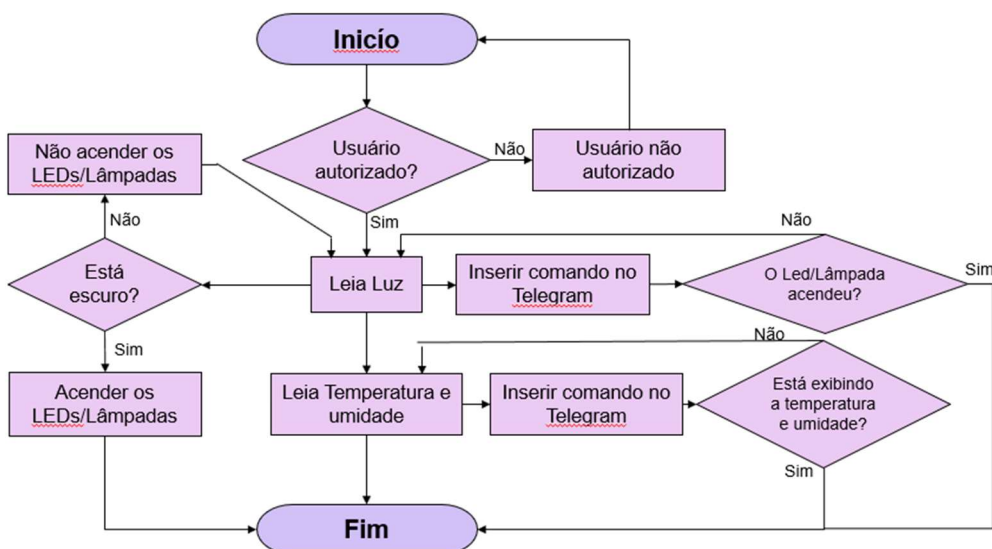 Inicío
Usuário
autorizado?
Não
Usuário não
autorizado
Sim
Não acender os
LEDs/Lâmpadas
Não
Está
escuro?
Sim
Acender os
LEDs/Lâmpadas
Leia Luz
Inserir comando no
Telegram
Não
O Led/Lâmpada
acendeu?
Sim
Leia Temperatura e
umidade
Inserir comando no
Telegram
Não
Está exibindo
a temperatura
e umidade?
Sim
Fim